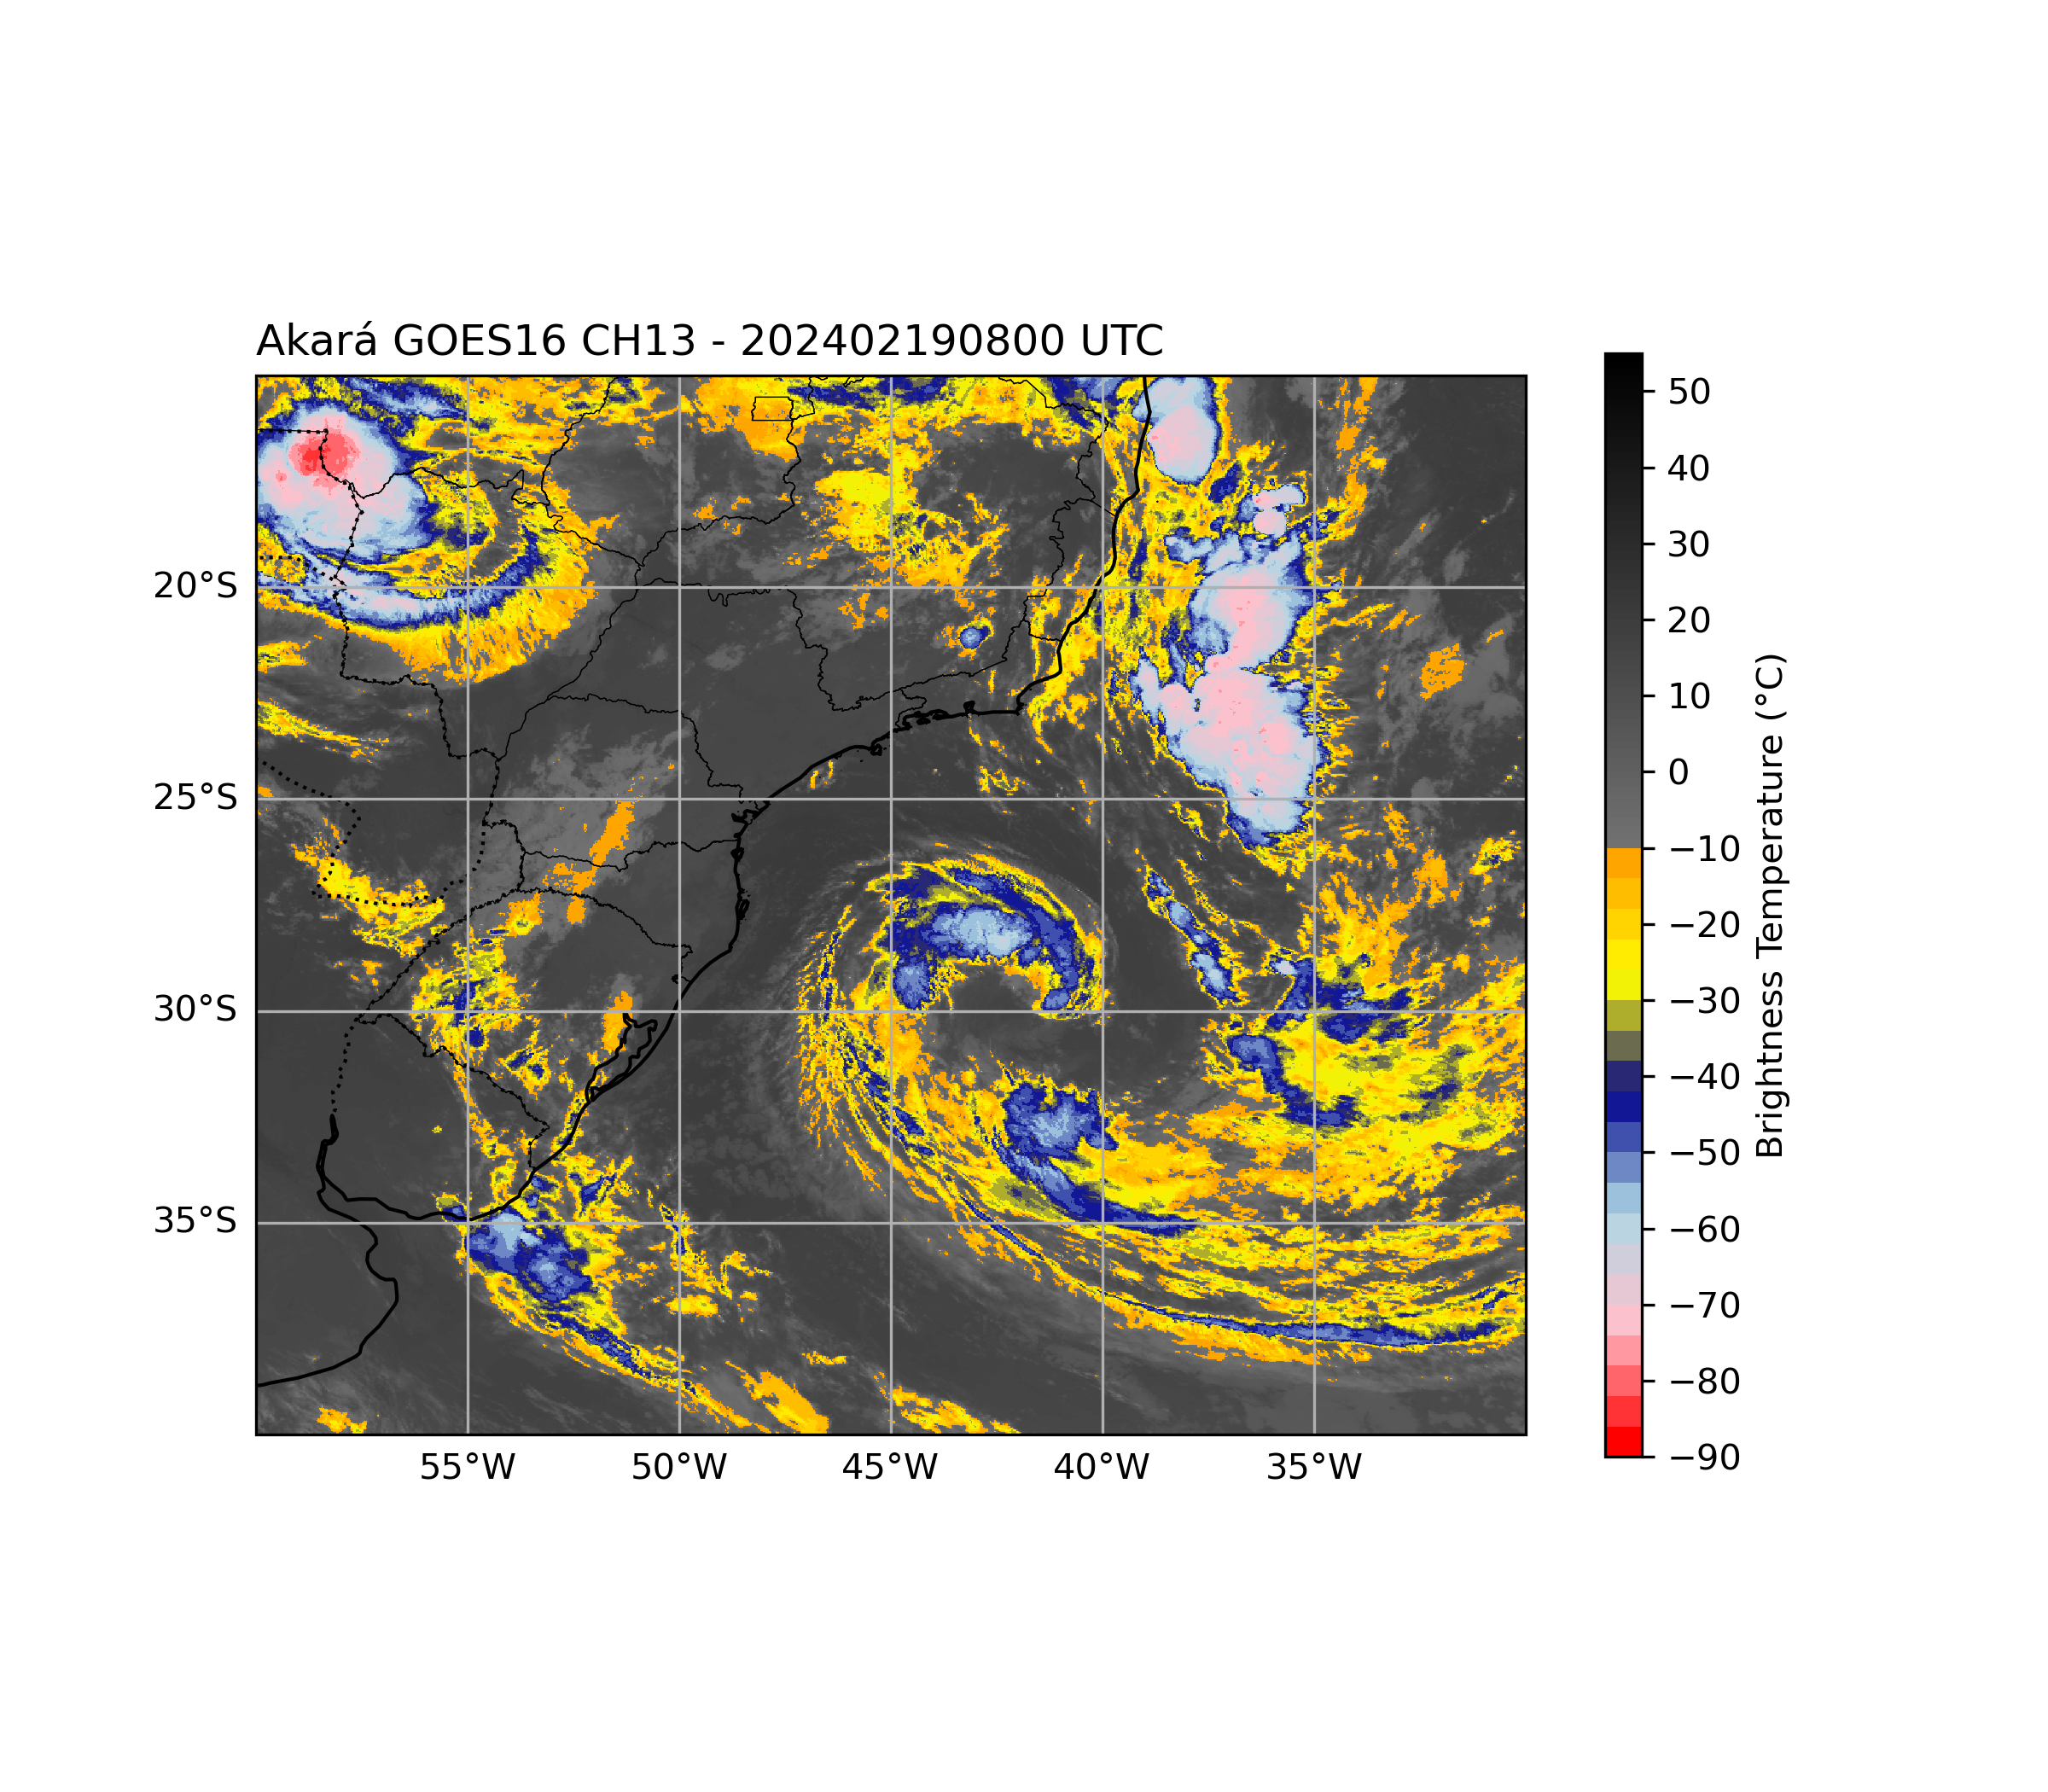 Akará GOES16 CH13 - 202402190800 UTC
20°S
25°S
30°S
35°S
55°W
50°W
45°W
40°W
35°W
50
40
30
20
10
0
−10
−20
−30
−40
−50
−60
−70
−80
−90
Brightness Temperature (°C)